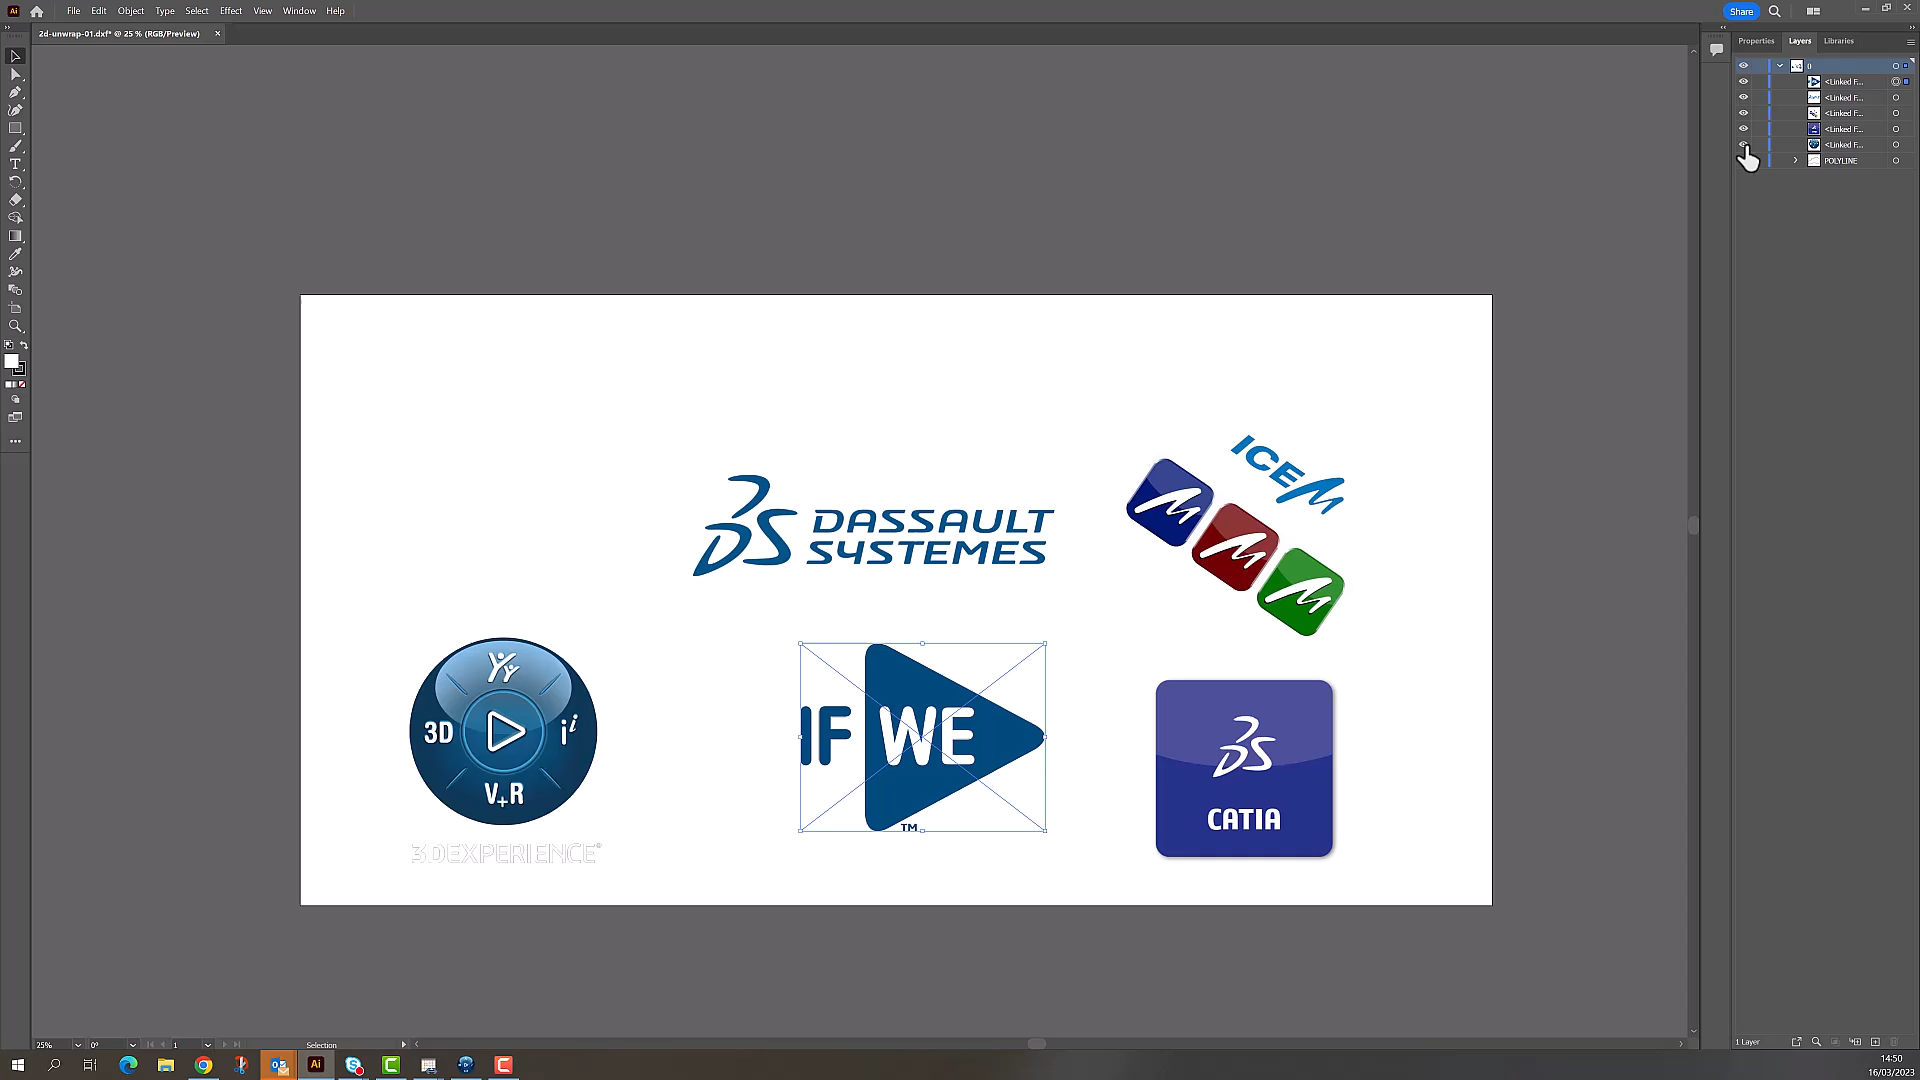 Ai
File Edit Object Type Select Effect View Window Help
Share
2d-unwrap-01.dxf* @ 25 % (RGB/Preview) ×
Properties Layers Libraries
0
<Linked F...
<Linked F...
<Linked F...
<Linked F...
<Linked F...
POLYLINE
ICEM
DASSAULT
SYSTEMES
3D
V+R
3DEXPERIENCE®
IF WE
TM
CATIA
25% 0° 1 Selection
1 Layer
Ai
14:50
16/03/2023